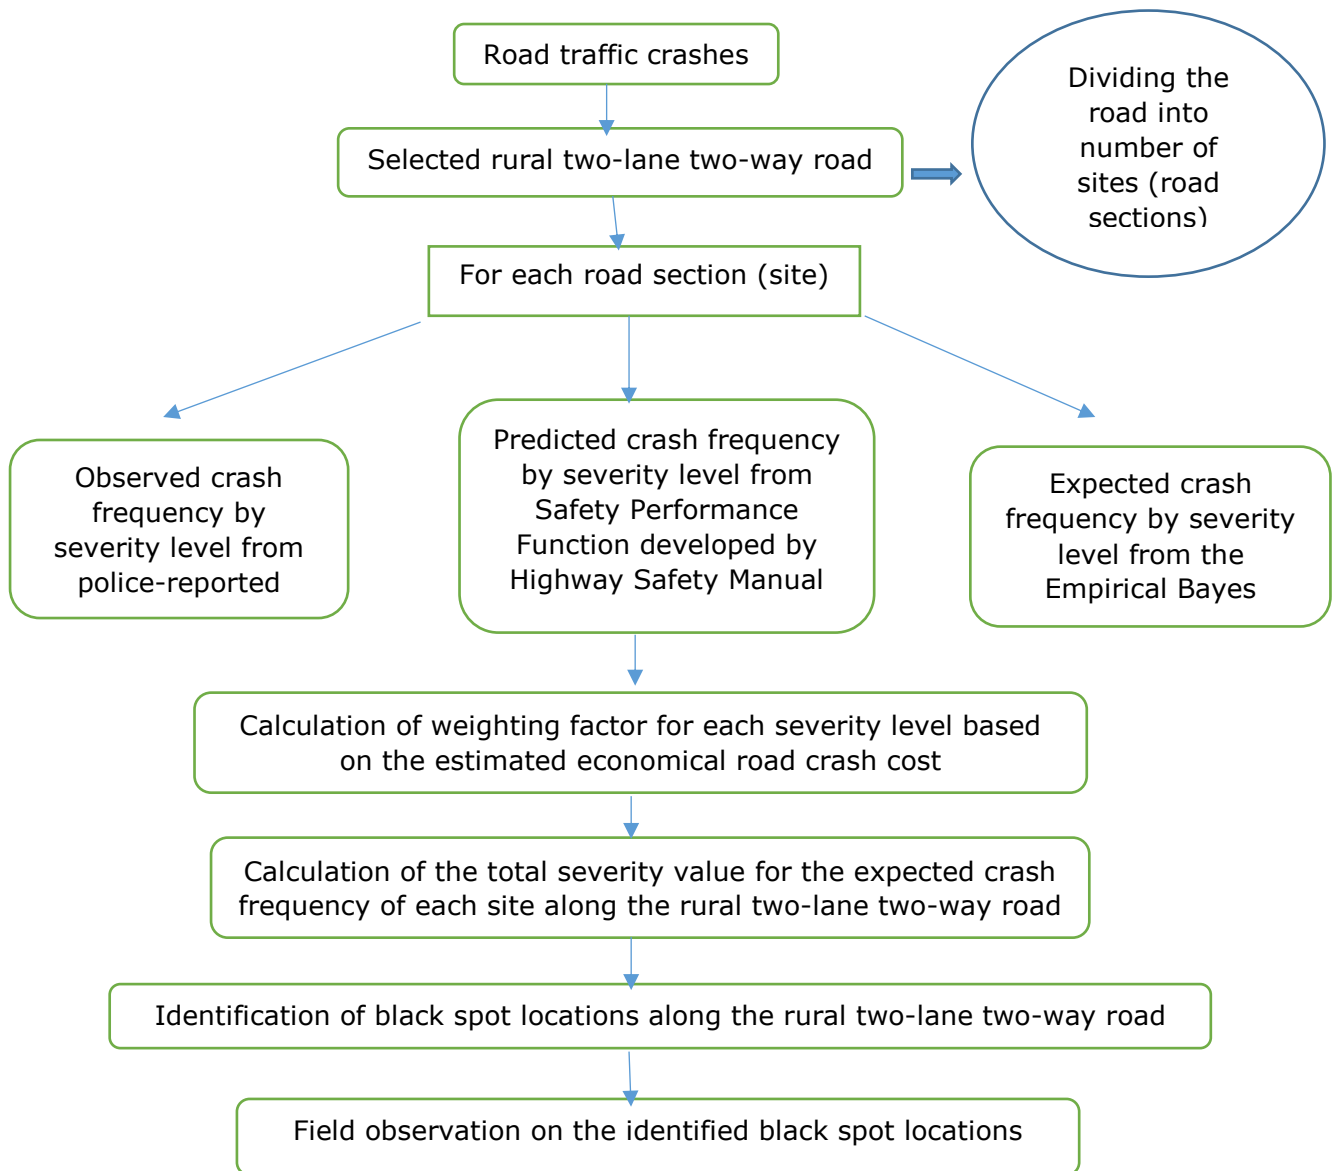 Road traffic crashes
Dividing the
road into
number of
sites (road
sections)
Selected rural two-lane two-way road
For each road section (site)
Observed crash
frequency by
severity level from
police-reported
Predicted crash frequency
by severity level from
Safety Performance
Function developed by
Highway Safety Manual
Expected crash
frequency by severity
level from the
Empirical Bayes
Calculation of weighting factor for each severity level based
on the estimated economical road crash cost
Calculation of the total severity value for the expected crash
frequency of each site along the rural two-lane two-way road
Identification of black spot locations along the rural two-lane two-way road
Field observation on the identified black spot locations